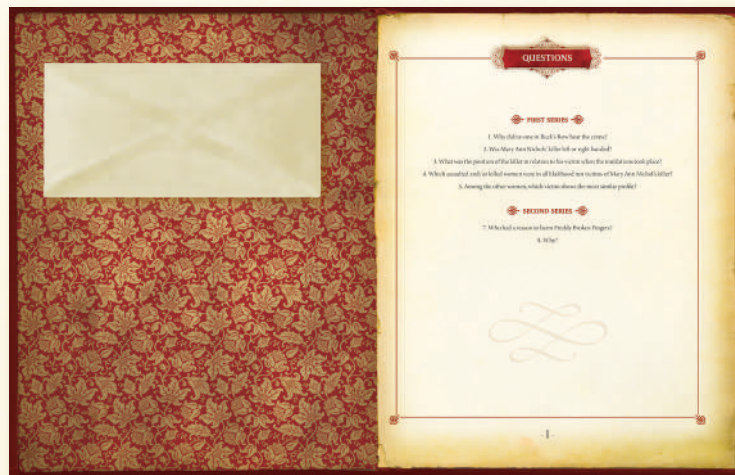 QUESTIONS
FIRST SERIES
1. Why did no one in Buck's Row hear the crime?
2. Was Mary Ann Nichols' killer left or right handed?
3. What was the position of the killer in relation to his victim when the mutilations took place?
4. Which assaulted and/or killed women were in all likelihood not victims of Mary Ann Nichols's killer?
5. Among the other women, which victim shows the most similar profile?
SECOND SERIES
7. Who had a reason to harm Freddy Broken Fingers?
8. Why?
- 1 -